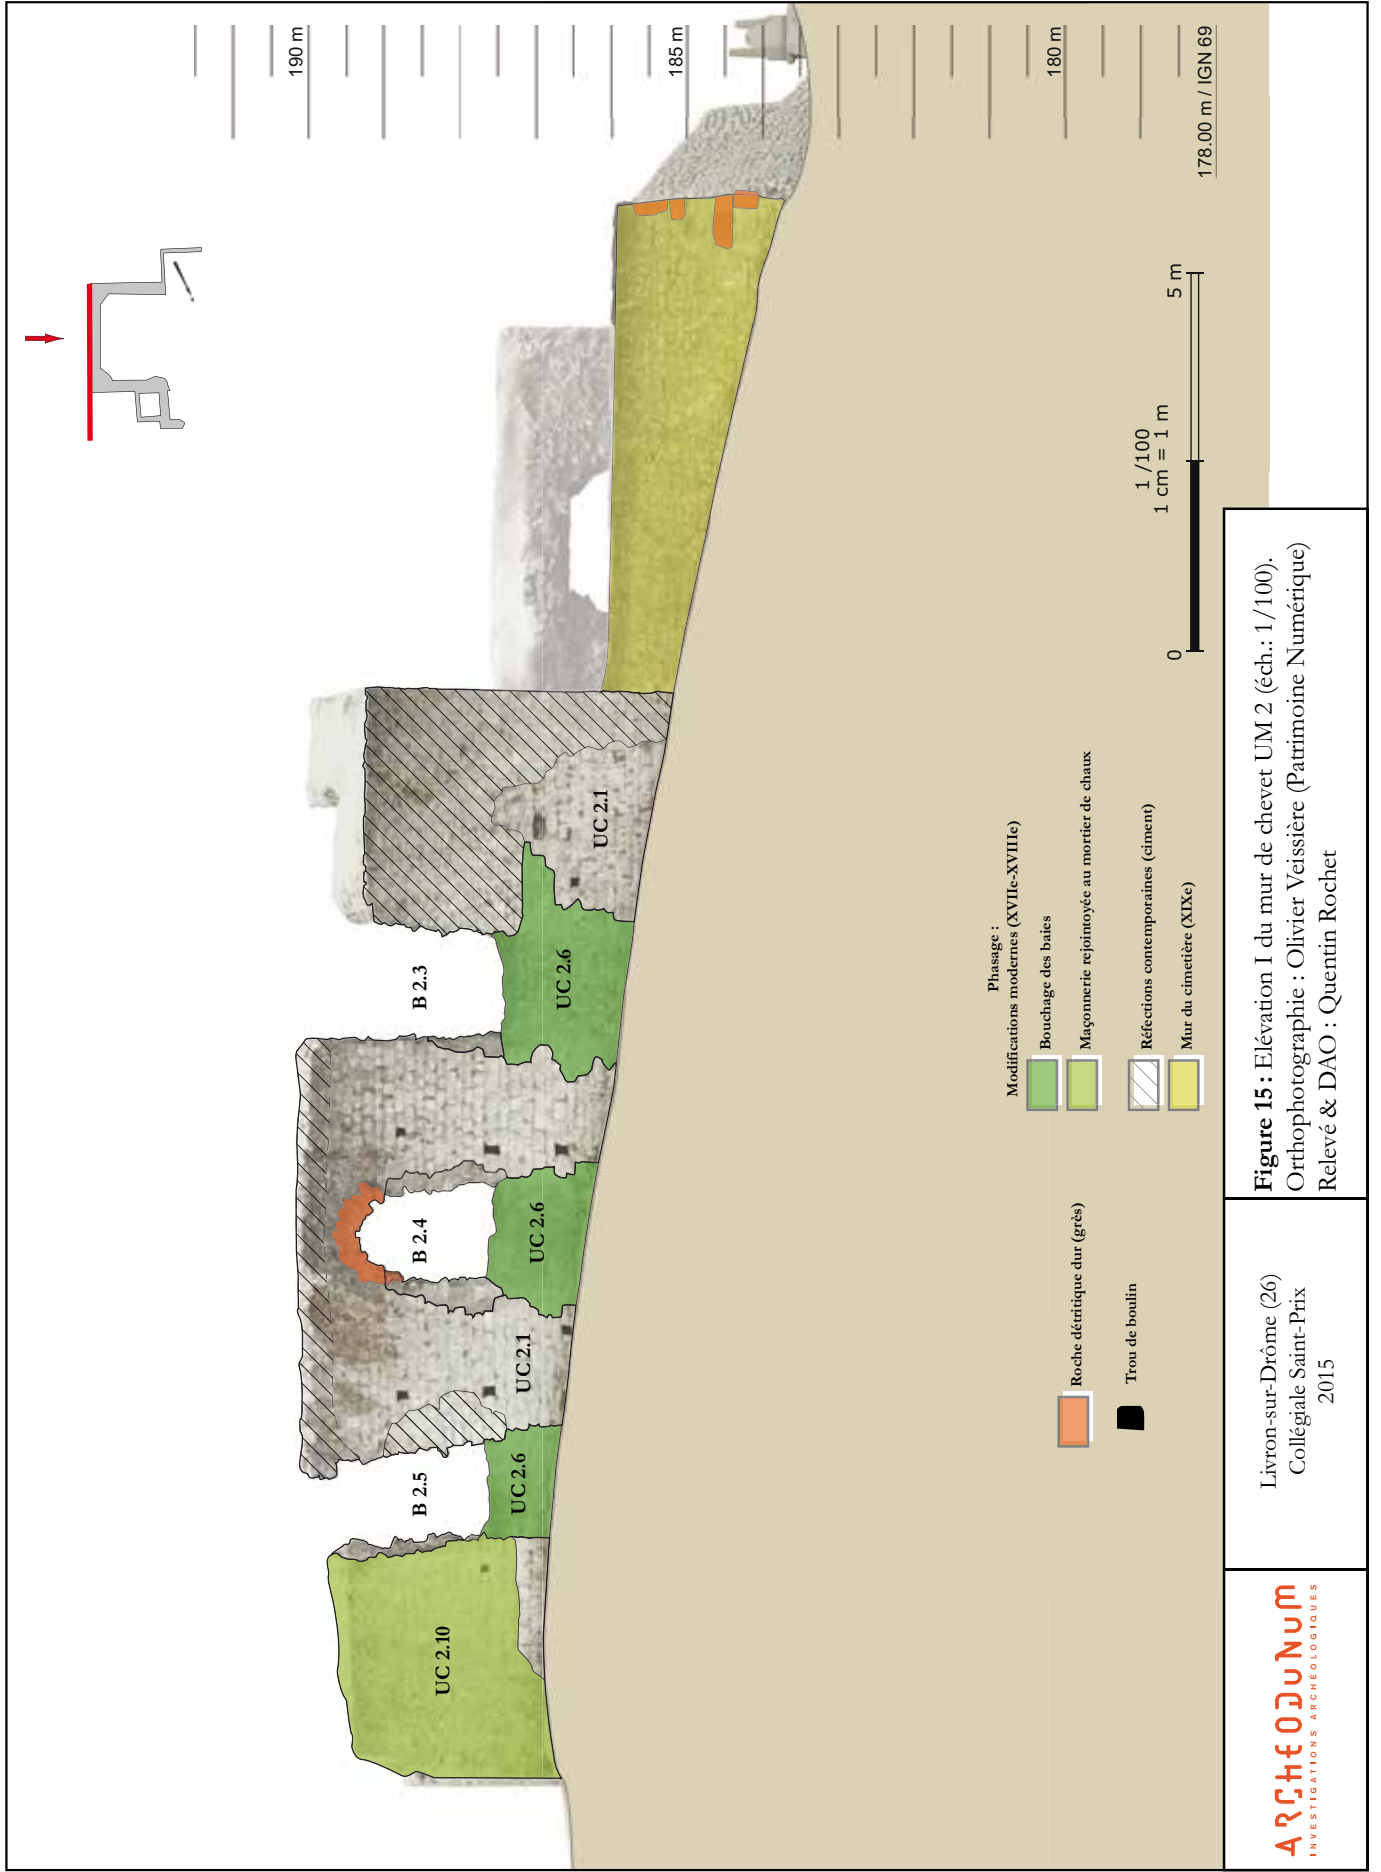 190 m
185 m
180 m
178.00 m / IGN 69
B 2.5
B 2.4
B 2.3
UC 2.10
UC 2.6
UC 2.1
UC 2.6
UC 2.6
UC 2.1
Phasage :
Modifications modernes (XVIIe-XVIIIe)
Bouchage des baies
Maçonnerie rejointoyée au mortier de chaux
Réfections contemporaines (ciment)
Mur du cimetière (XIXe)
Roche détritique dur (grès)
Trou de boulin
1 /100
1 cm = 1 m
0
5 m
ARCHEODUNUM
INVESTIGATIONS ARCHÉOLOGIQUES
Livron-sur-Drôme (26)
Collégiale Saint-Prix
2015
Figure 15 : Elévation I du mur de chevet UM 2 (éch.: 1/100).
Orthophotographie : Olivier Veissière (Patrimoine Numérique)
Relevé & DAO : Quentin Rochet